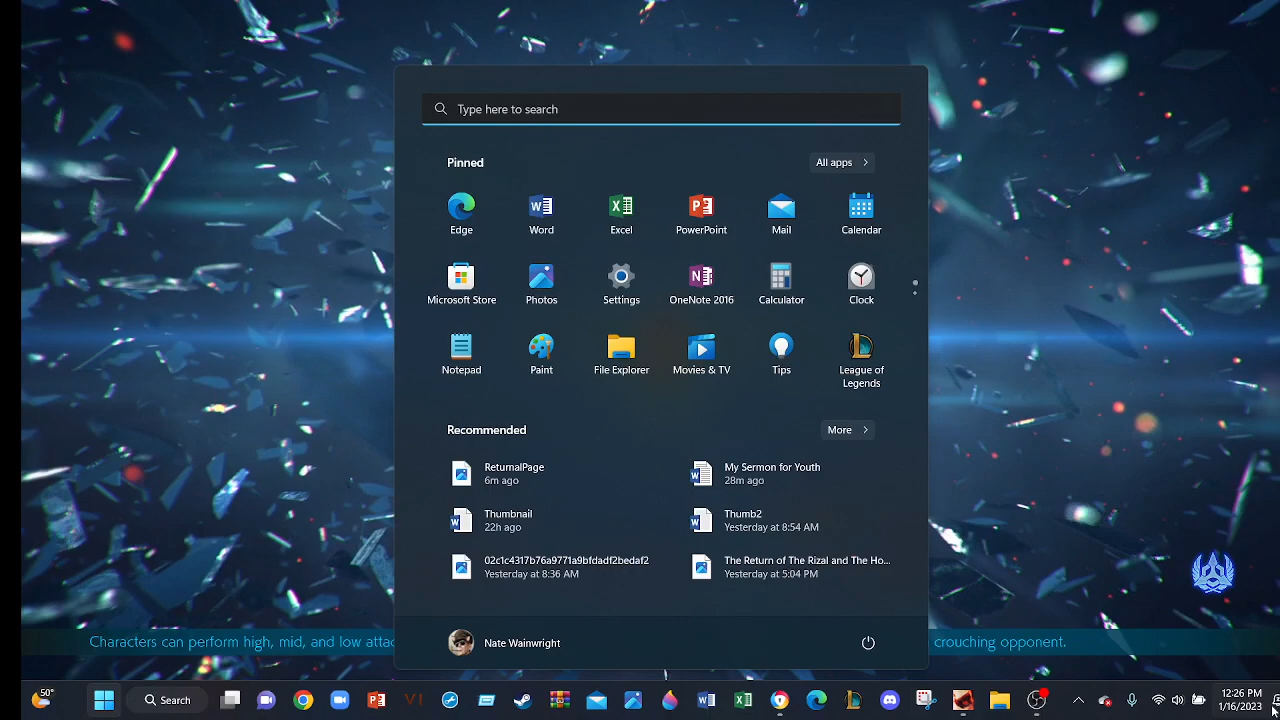 Type here to search
Pinned
All apps
Edge
Word
Excel
PowerPoint
Mail
Calendar
Microsoft Store
Photos
Settings
OneNote 2016
Calculator
Clock
Notepad
Paint
File Explorer
Movies & TV
Tips
League of
Legends
Recommended
More
ReturnalPage
6m ago
My Sermon for Youth
28m ago
Thumbnail
22h ago
Thumb2
Yesterday at 8:54 AM
02c1c4317b76a9771a9bfdadf2bedaf2
Yesterday at 8:36 AM
The Return of The Rizal and The Ho...
Yesterday at 5:04 PM
Characters can perform high, mid, and low attac
crouching opponent.
Nate Wainwright
50°
Search
VI
12:26 PM
1/16/2023